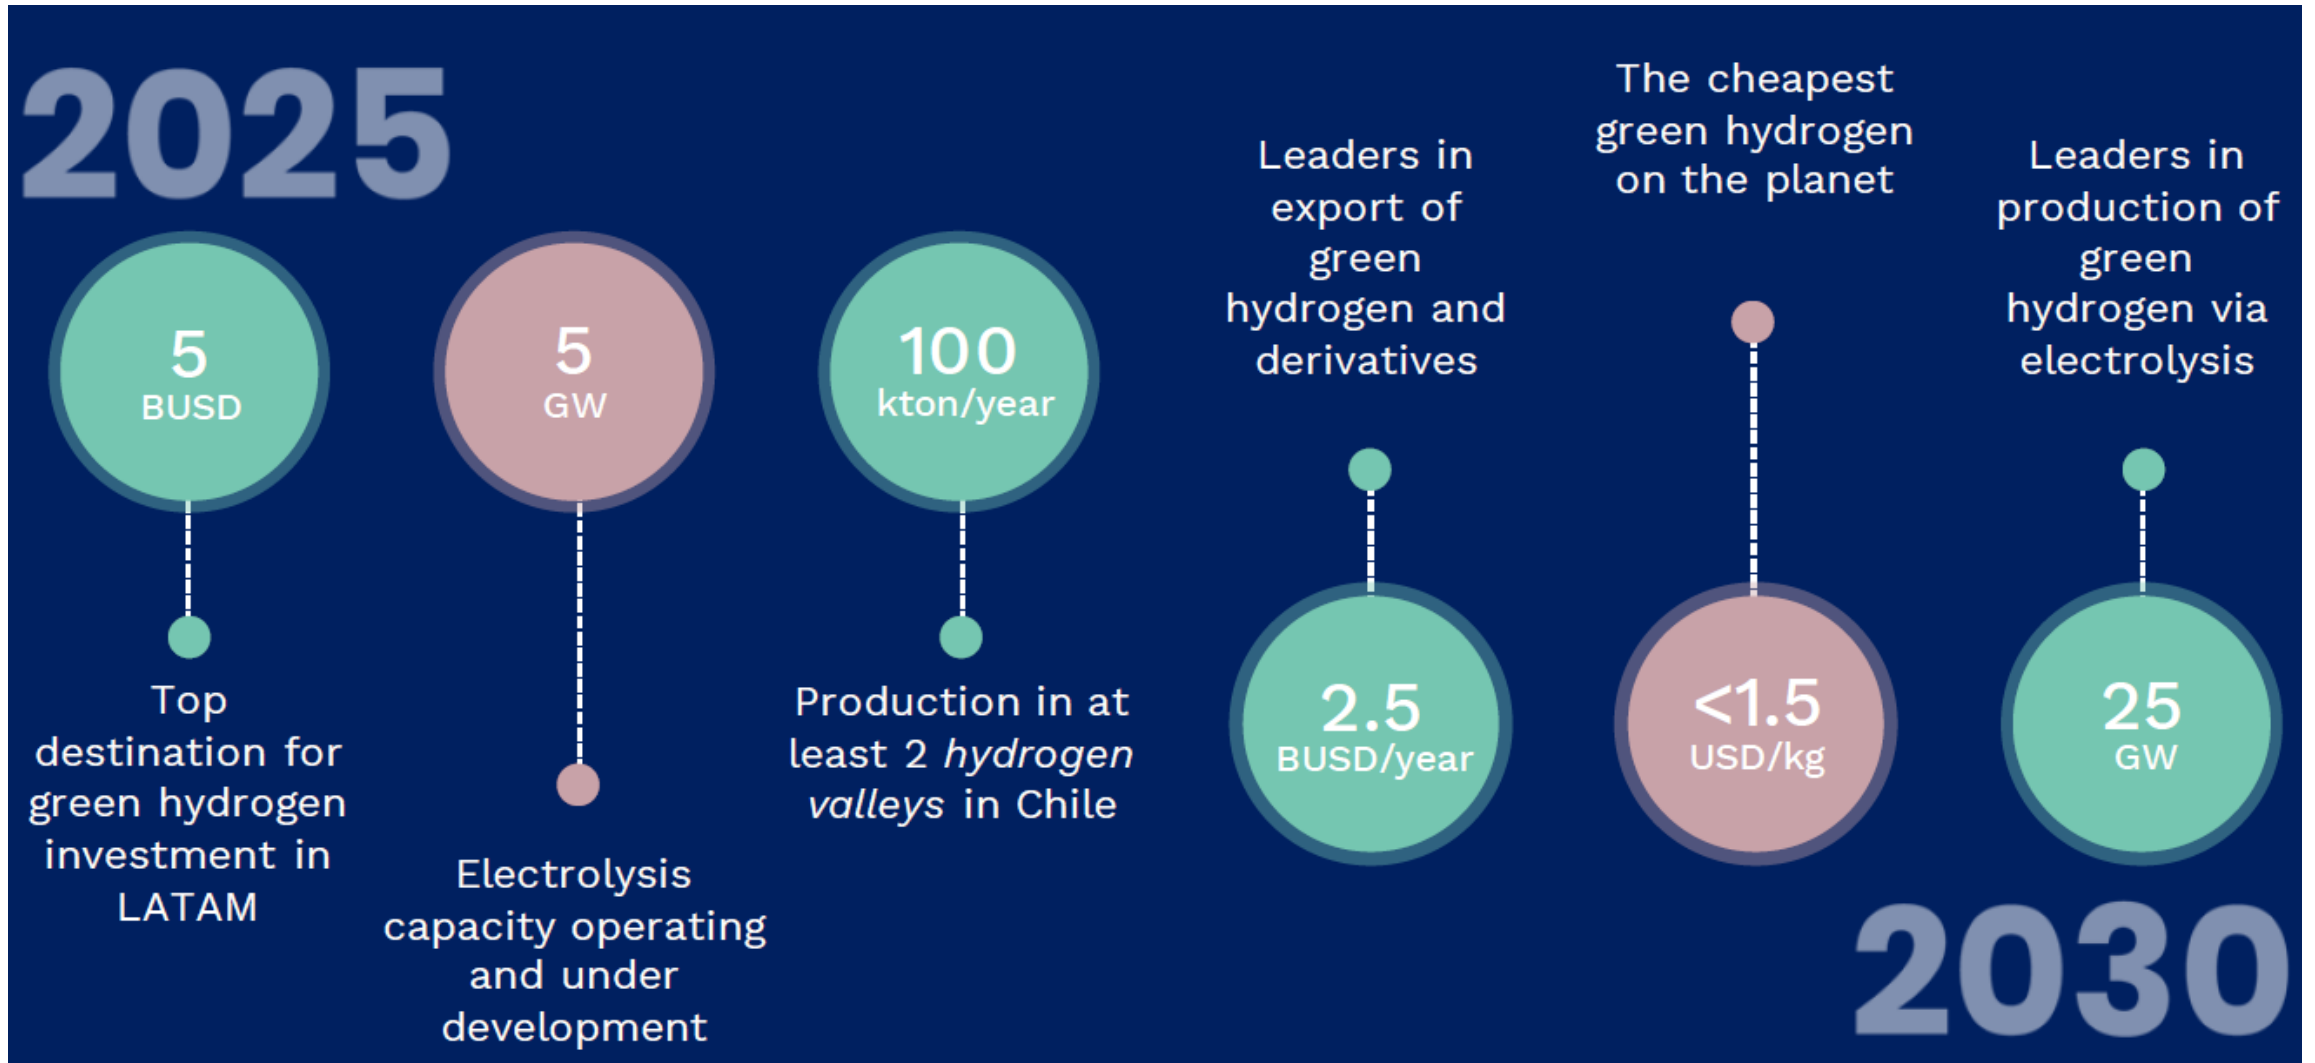 2025
5
BUSD
Top
destination for
green hydrogen
investment in
LATAM
5
GW
Electrolysis
capacity operating
and under
development
100
kton/year
Production in at
least 2 hydrogen
valleys in Chile
Leaders in
export of
green
hydrogen and
derivatives
2.5
BUSD/year
The cheapest
green hydrogen
on the planet
<1.5
USD/kg
Leaders in
production of
green
hydrogen via
electrolysis
25
GW
2030